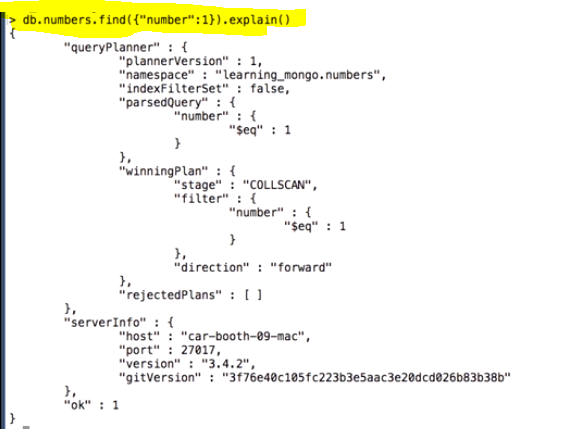 > db.numbers.find({"number":1}).explain()
{
        "queryPlanner" : {
                "plannerVersion" : 1,
                "namespace" : "learning_mongo.numbers",
                "indexFilterSet" : false,
                "parsedQuery" : {
                        "number" : {
                                "$eq" : 1
                        }
                },
                "winningPlan" : {
                        "stage" : "COLLSCAN",
                        "filter" : {
                                "number" : {
                                        "$eq" : 1
                                }
                        },
                        "direction" : "forward"
                },
                "rejectedPlans" : [ ]
        },
        "serverInfo" : {
                "host" : "car-booth-09-mac",
                "port" : 27017,
                "version" : "3.4.2",
                "gitVersion" : "3f76e40c105fc223b3e5aac3e20dcd026b83b38b"
        },
        "ok" : 1
}